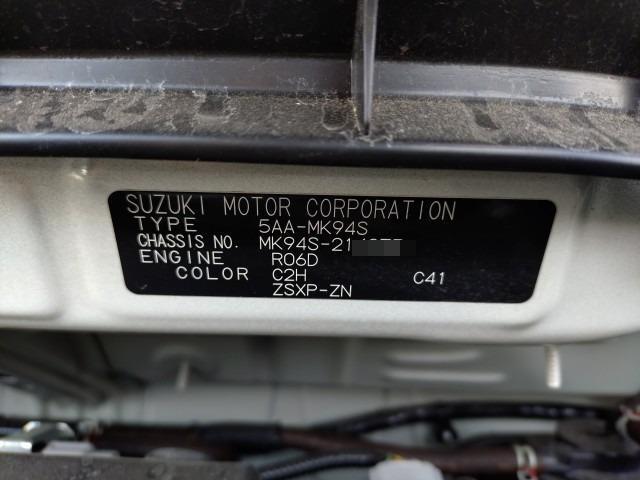 SUZUKI MOTOR CORPORATION
TYPE 5AA-MK94S
CHASSIS NO. MK94S-21
ENGINE R06D
COLOR C2H C41
ZSXP-ZN